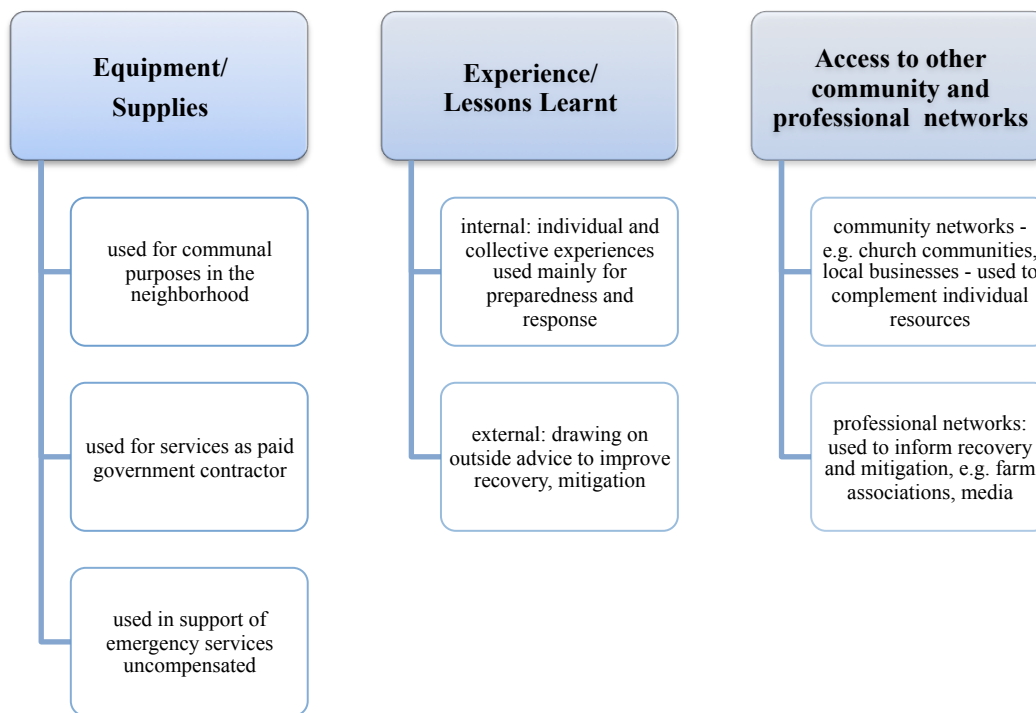 Equipment/
Supplies
used for communal
purposes in the
neighborhood
used for services as paid
government contractor
used in support of
emergency services
uncompensated
Experience/
Lessons Learnt
internal: individual and
collective experiences
used mainly for
preparedness and
response
external: drawing on
outside advice to improve
recovery, mitigation
Access to other
community and
professional networks
community networks -
e.g. church communities,
local businesses - used to
complement individual
resources
professional networks:
used to inform recovery
and mitigation, e.g. farm
associations, media